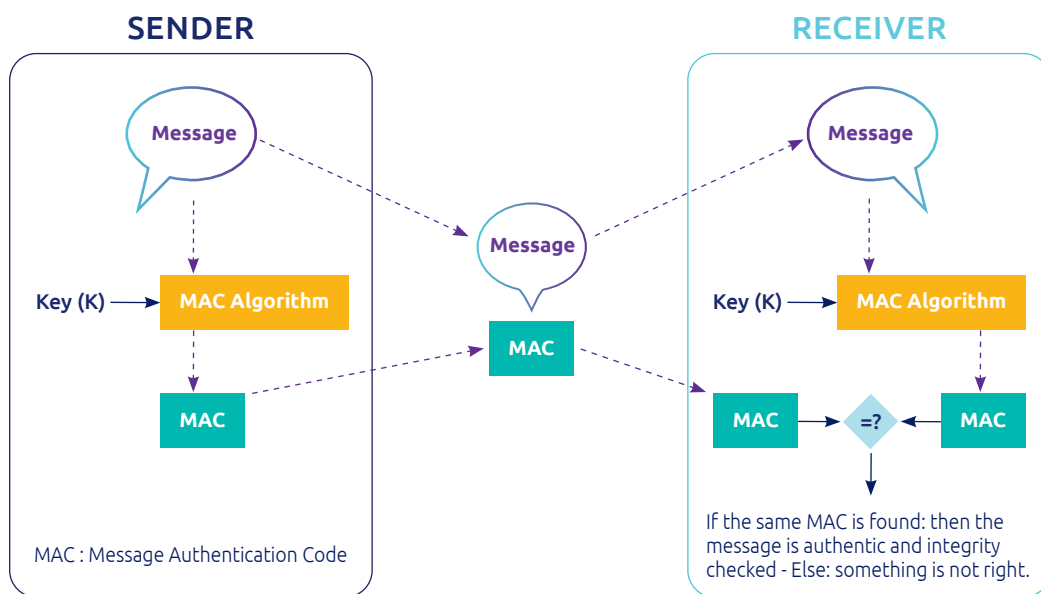 SENDER
RECEIVER
Message
Message
Message
Key (K)
MAC Algorithm
Key (K)
MAC Algorithm
MAC
MAC
MAC
=?
MAC
MAC : Message Authentication Code
If the same MAC is found: then the
message is authentic and integrity
checked - Else: something is not right.